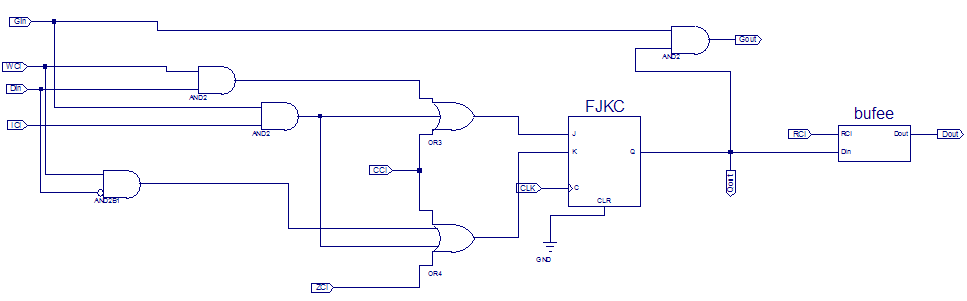 Gin
AND2
Gout
WCi
Din
AND2
ICi
AND2
OR3
CCi
AND2B1
ZCi
OR4
FJKC
J
K
C
Q
CLR
CLK
GND
Qout
bufee
RCi
RCi
Din
Dout
Dout